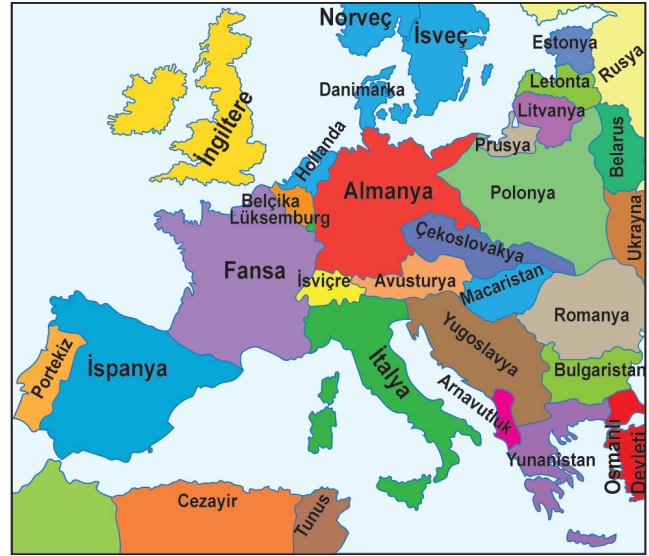 Norveç
İsveç
Estonya
Rusya
Letonta
Danimarka
Litvanya
İngiltere
Prusya
Belarus
Hollanda
Almanya
Polonya
Belçika
Lüksemburg
Ukrayna
Çekoslovakya
Fansa
İsviçre
Avusturya
Macaristan
Romanya
Yugoslavya
Portekiz
İspanya
İtalya
Bulgaristan
Arnavutluk
Osmanlı
Devleti
Yunanistan
Cezayir
Tunus